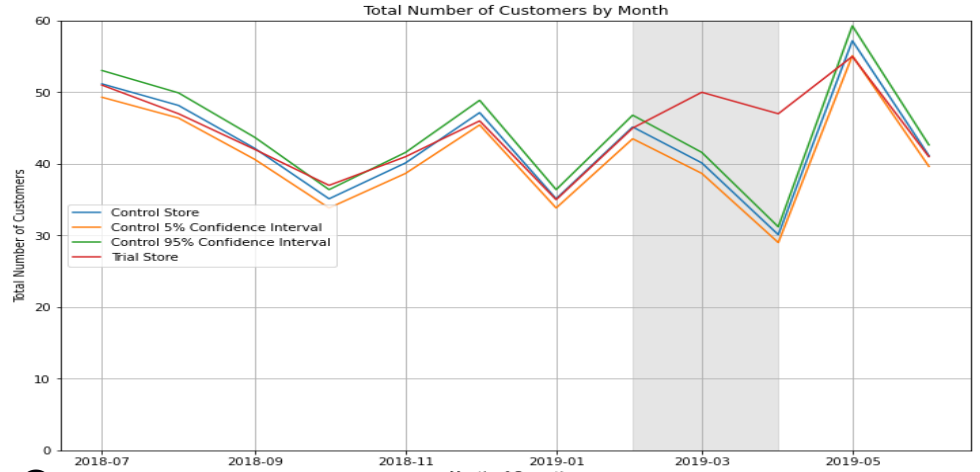 Total Number of Customers by Month
Total Number of Customers
60
50
40
30
20
10
0
Control Store
Control 5% Confidence Interval
Control 95% Confidence Interval
Trial Store
2018-07 2018-09 2018-11 2019-01 2019-03 2019-05